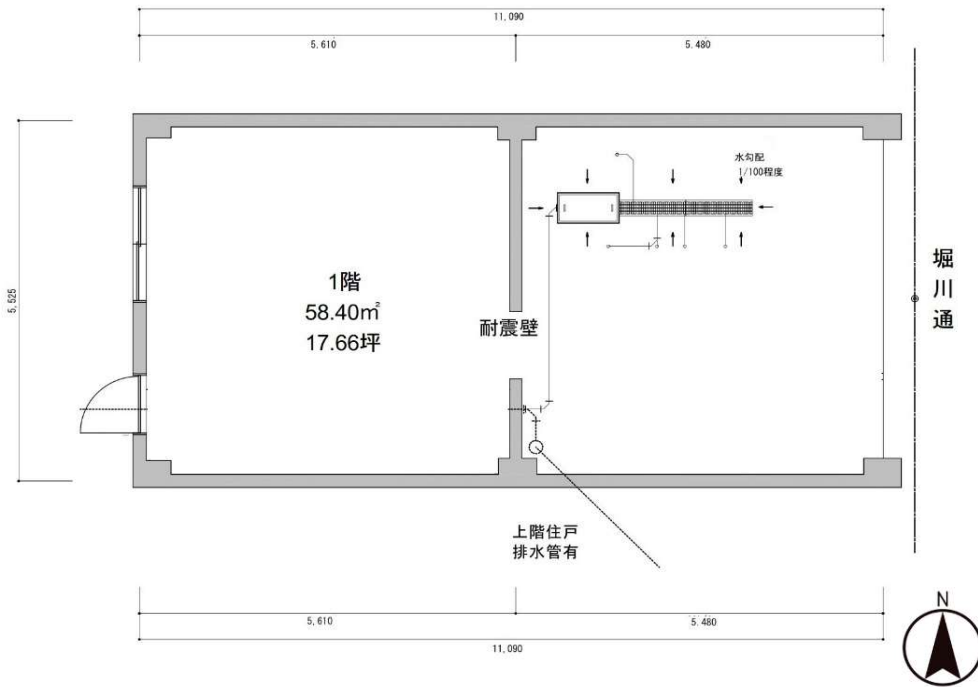 11,090
5,610
5,480
5,525
水勾配
1/100程度
1階
58.40㎡
17.66坪
耐震壁
堀川通
上階住戸
排水管有
5,610
5.480
11,090
N